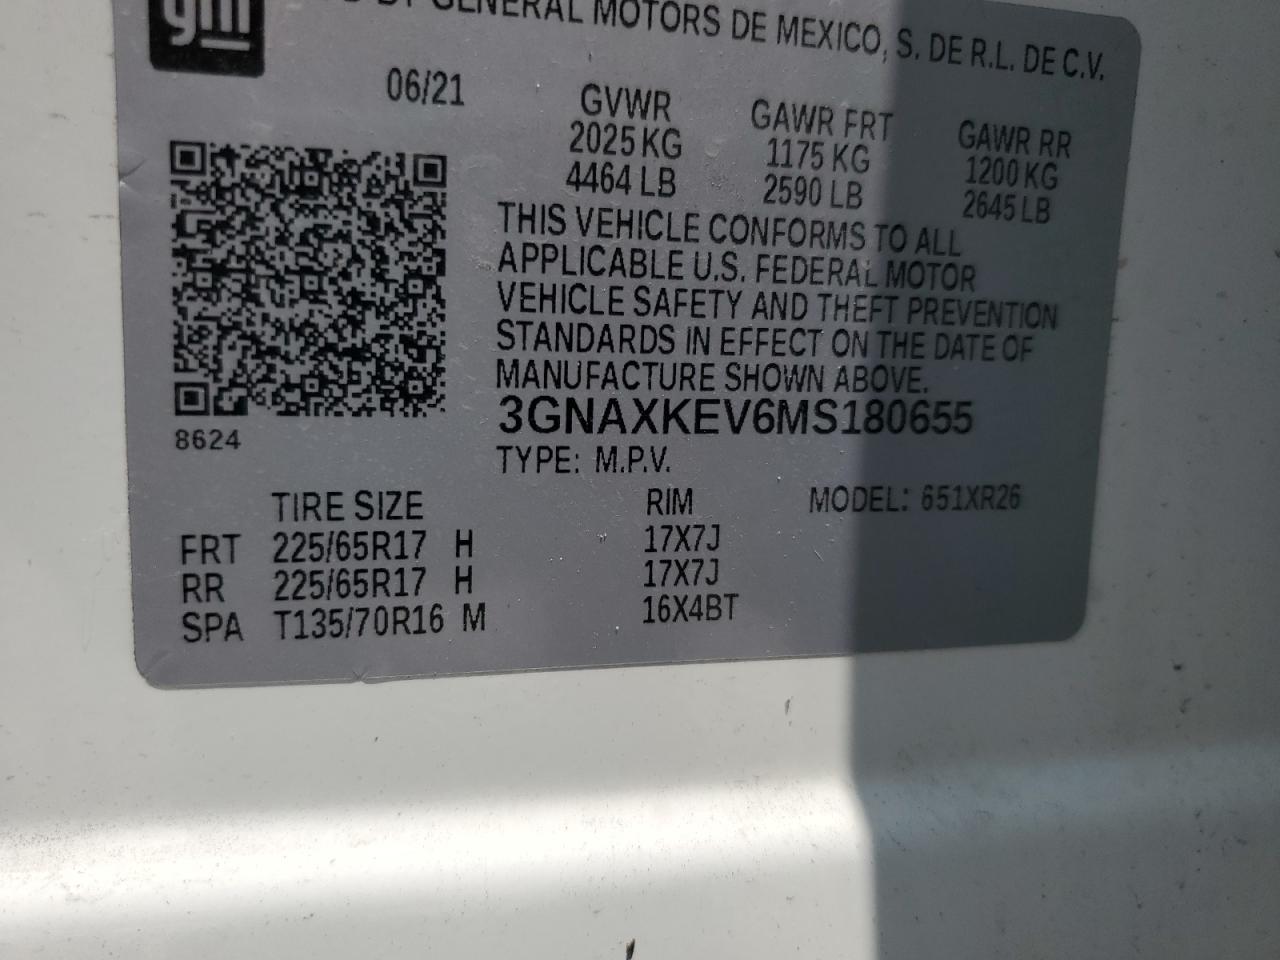 gm
BY GENERAL MOTORS DE MEXICO, S. DE R.L. DE C.V.
06/21 GVWR GAWR FRT GAWR RR
2025 KG 1175 KG 1200 KG
4464 LB 2590 LB 2645 LB
THIS VEHICLE CONFORMS TO ALL
APPLICABLE U.S. FEDERAL MOTOR
VEHICLE SAFETY AND THEFT PREVENTION
STANDARDS IN EFFECT ON THE DATE OF
MANUFACTURE SHOWN ABOVE.
3GNAXKEV6MS180655
8624
TYPE: M.P.V.
TIRE SIZE RIM MODEL: 651XR26
FRT 225/65R17 H 17X7J
RR 225/65R17 H 17X7J
SPA T135/70R16 M 16X4BT